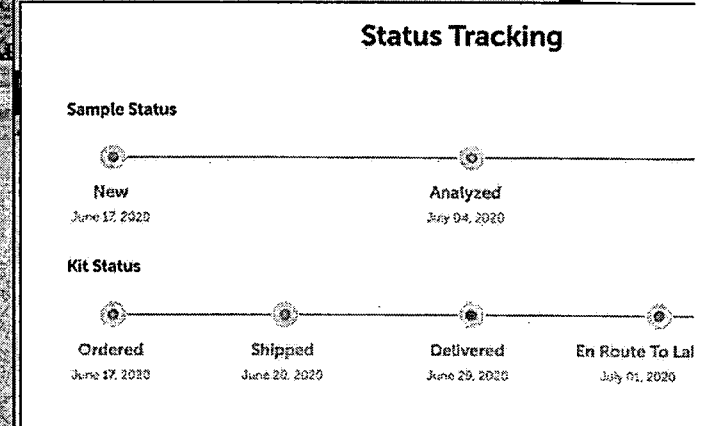 Status Tracking
Sample Status
New
Analyzed
June 17, 2020
July 04, 2020
Kit Status
Ordered
Shipped
Delivered
En Route To Lal
June 17, 2020
June 20, 2020
June 29, 2020
July 01, 2020